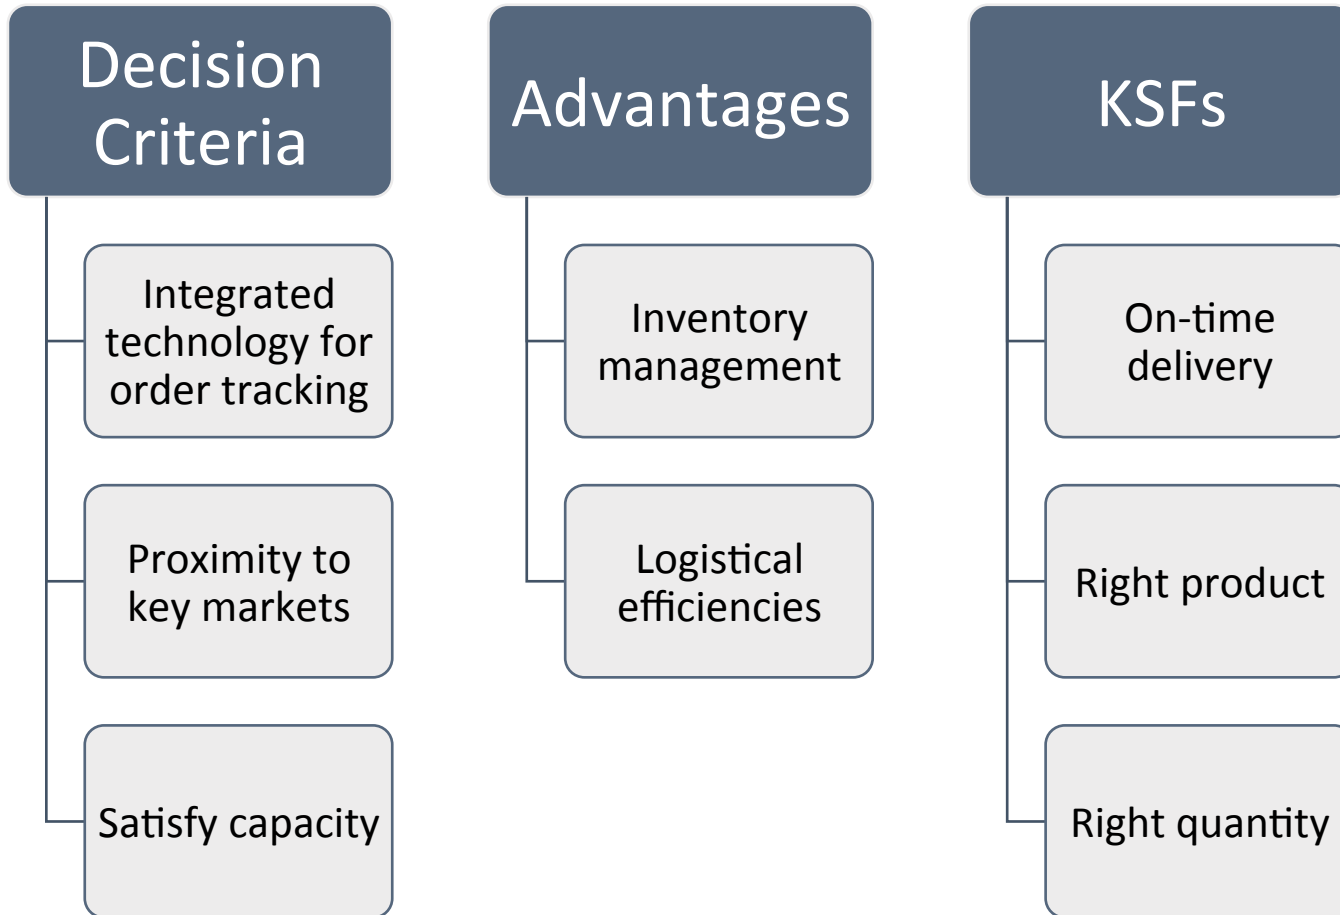 Decision
Criteria
Integrated
technology for
order tracking
Proximity to
key markets
Satisfy capacity
Advantages
Inventory
management
Logistical
efficiencies
KSFs
On-time
delivery
Right product
Right quantity